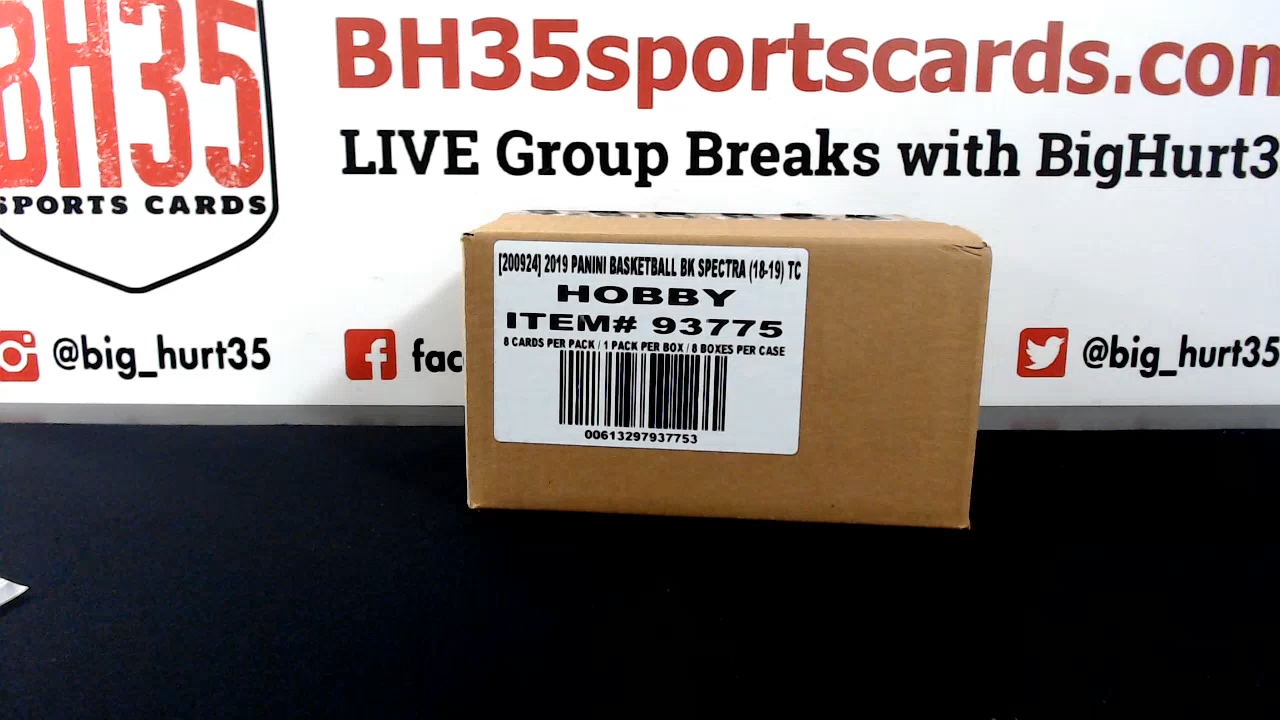 BH35
SPORTS CARDS
BH35sportscards.com
LIVE Group Breaks with BigHurt3
@big_hurt35
fac
@big_hurt35
[200924] 2019 PANINI BASKETBALL BK SPECTRA (18-19) TC
HOBBY
ITEM# 93775
8 CARDS PER PACK / 1 PACK PER BOX / 8 BOXES PER CASE
00613297937753